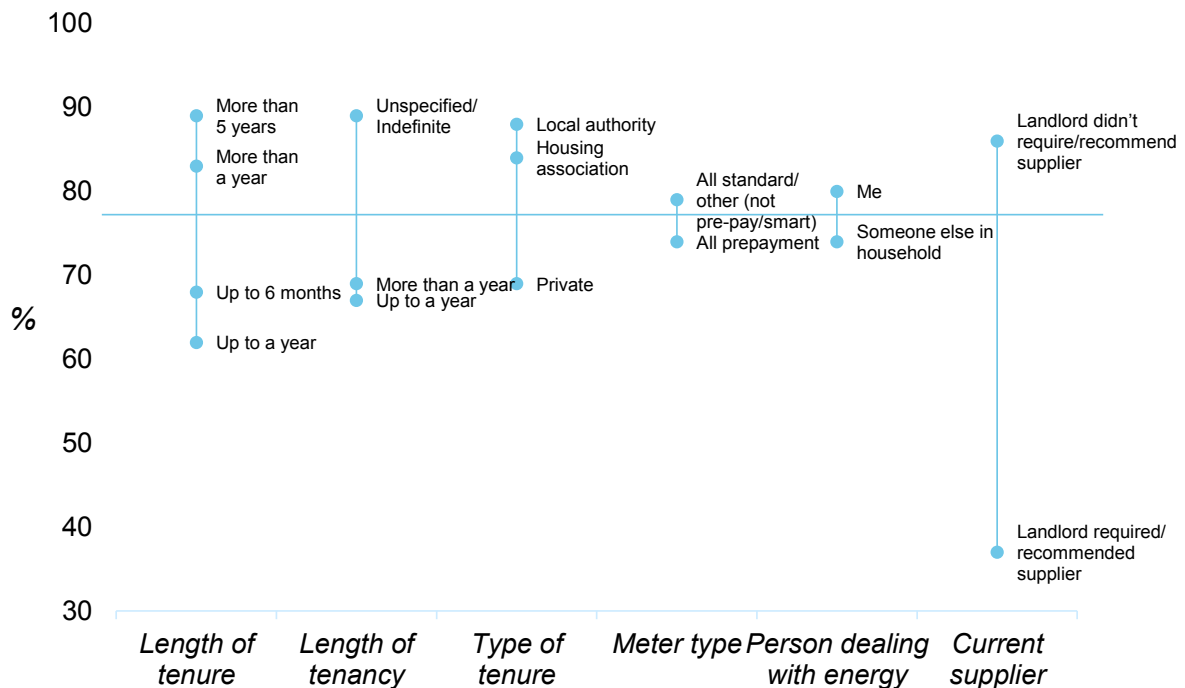 100
90
80
70
%
60
50
40
30
More than
5 years
More than
a year
Up to 6 months
Up to a year
Unspecified/
Indefinite
More than a year
Up to a year
Local authority
Housing
association
Private
All standard/
other (not
pre-pay/smart)
All prepayment
Me
Someone else in
household
Landlord didn’t
require/recommend
supplier
Landlord required/
recommended
supplier
Length of
tenure
Length of
tenancy
Type of
tenure
Meter type
Person dealing
with energy
Current
supplier